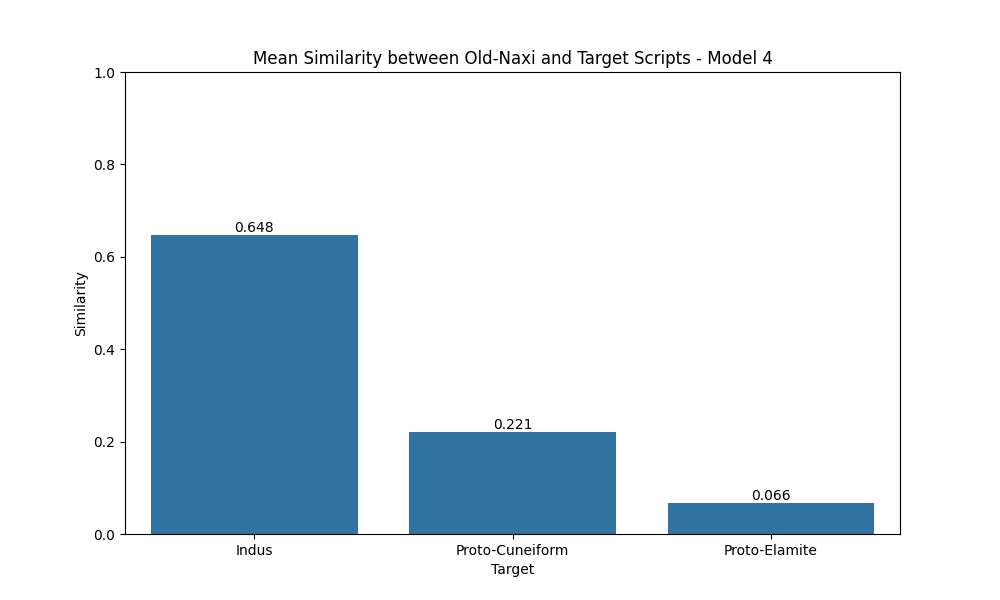 Mean Similarity between Old-Naxi and Target Scripts - Model 4
1.0
0.8
0.6
0.4
0.2
0.0
Similarity
0.648
0.221
0.066
Indus
Proto-Cuneiform
Proto-Elamite
Target